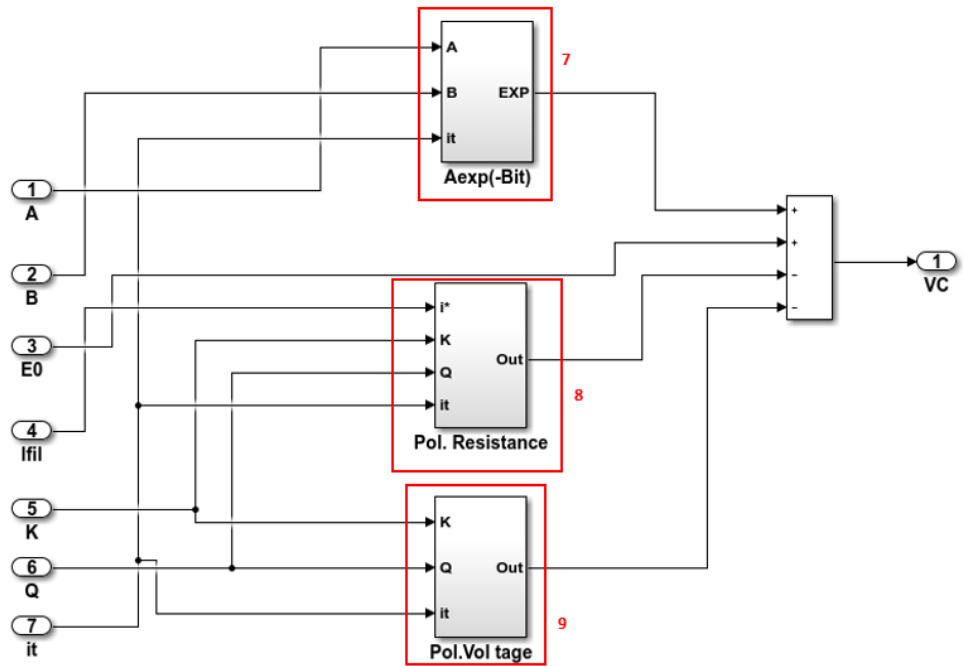 A
B EXP
it
Aexp(-Bit)
7
1
A
2
B
3
E0
4
Ifil
5
K
6
Q
7
it
i*
K
Q Out
it
Pol. Resistance
8
K
Q Out
it
Pol.Vol tage
9
+
+
-
-
1
VC